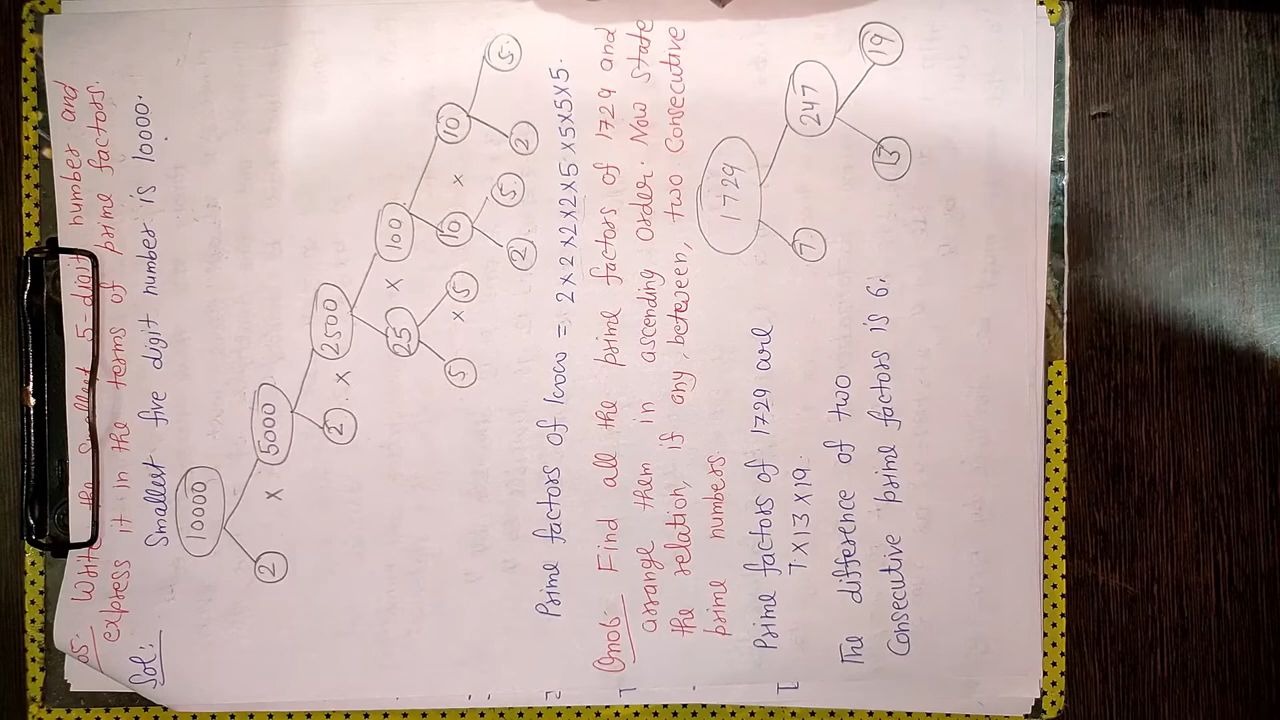 05. Write the smallest 5-digit number and
express it in the terms of prime factors.
Sol: Smallest five digit number is 10000.
10000
2 x 5000
2 x 2500
25 x 100
5 x 5 10 x 10
2 5 2 5
Prime factors of 10000 = 2 x 2 x 2 x 2 x 5 x 5 x 5 x 5.
Qno6. Find all the prime factors of 1729 and
arrange them in ascending order. Now state
the relation, if any, between, two consecutive
prime numbers.
1729
7 247
13 19
Prime factors of 1729 are
7 x 13 x 19.
The difference of two
Consecutive prime factors is 6.